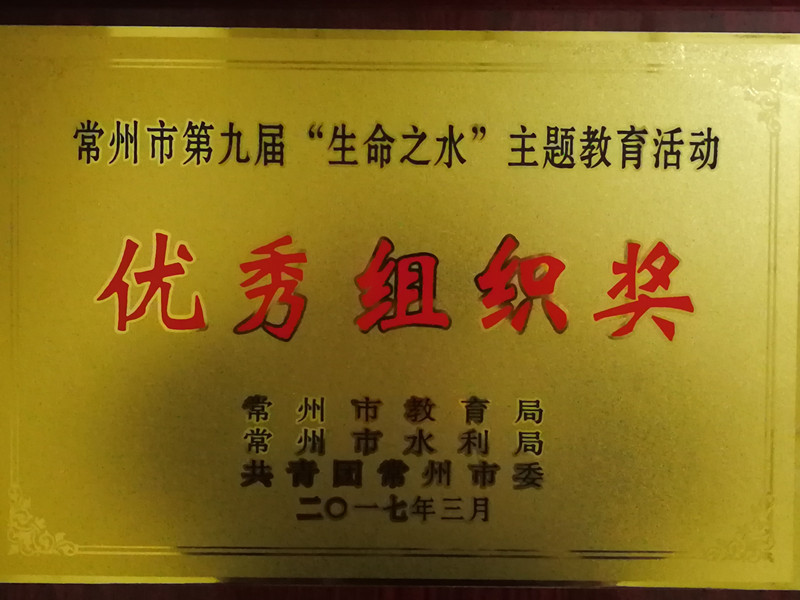 常州市第九届“生命之水”主题教育活动
优秀组织奖
常州市教育局
常州市水利局
共青团常州市委
二〇一七年三月